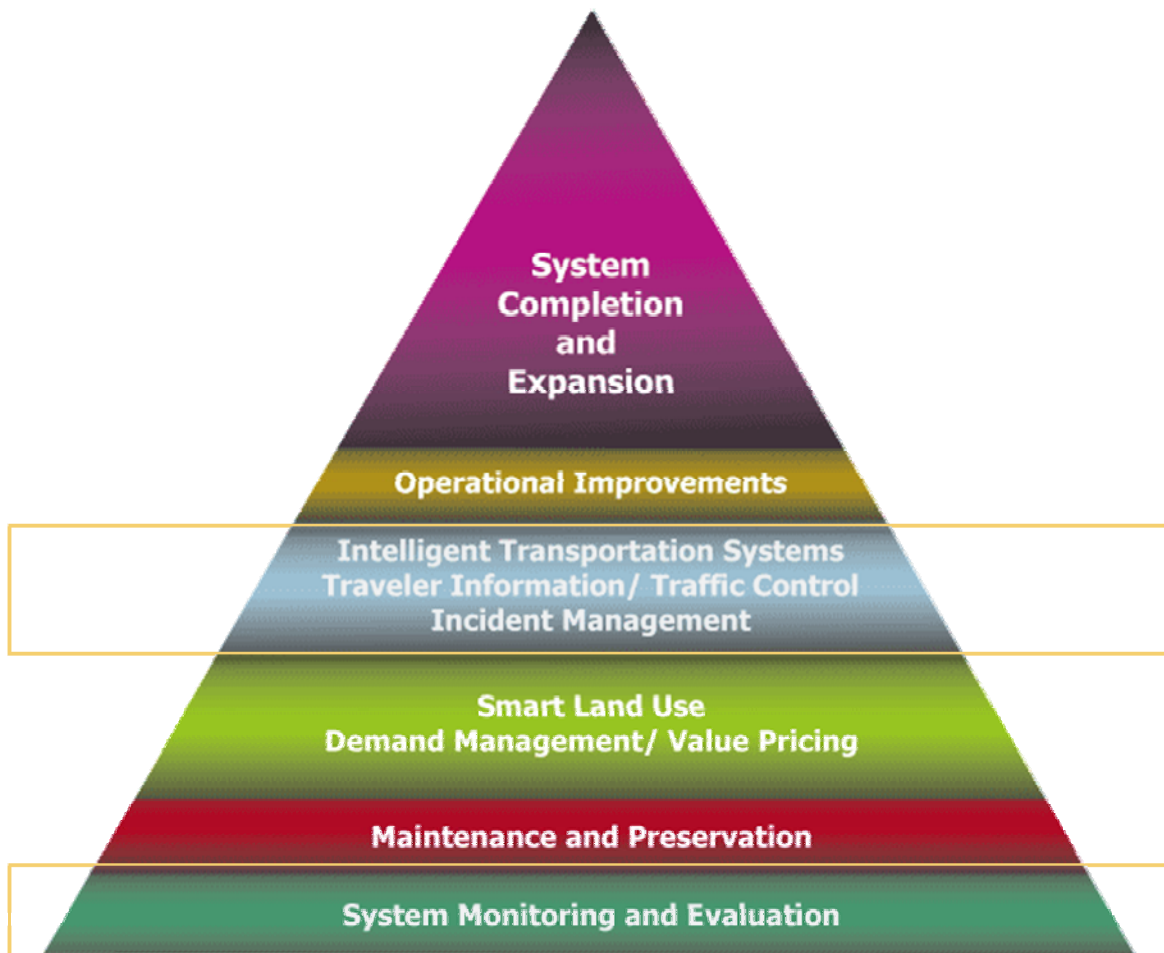 System
Completion
and
Expansion
Operational Improvements
Intelligent Transportation Systems
Traveler Information/ Traffic Control
Incident Management
Smart Land Use
Demand Management/ Value Pricing
Maintenance and Preservation
System Monitoring and Evaluation